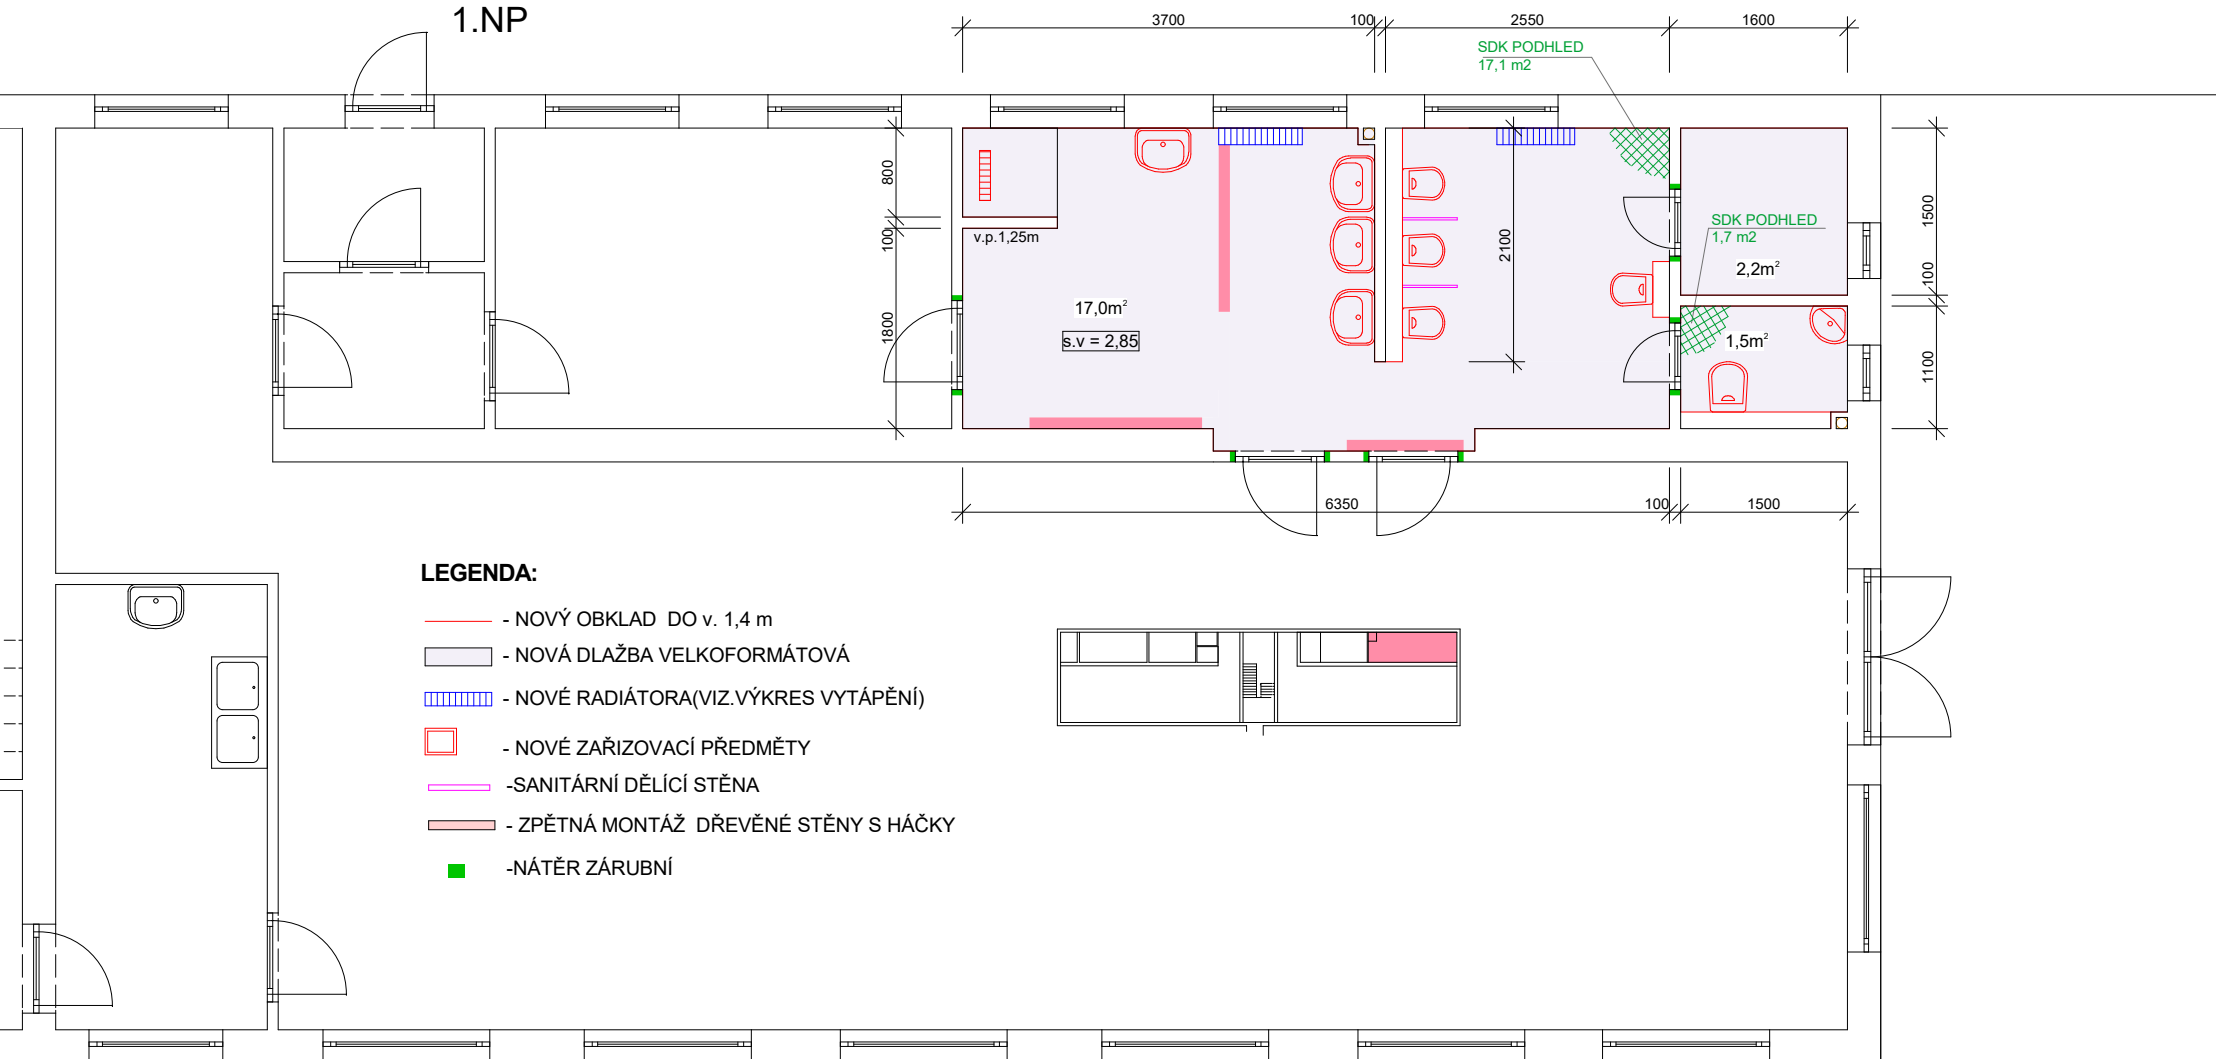 1.NP
3700
100
2550
1600
SDK PODHLED
17,1 m2
800
100
1800
v.p.1,25m
17,0m²
s.v = 2,85
2100
SDK PODHLED
1,7 m2
2,2m²
1,5m²
1500
100
1100
6350
100
1500
LEGENDA:
- NOVÝ OBKLAD DO v. 1,4 m
- NOVÁ DLAŽBA VELKOFORMÁTOVÁ
- NOVÉ RADIÁTORA(VIZ.VÝKRES VYTÁPĚNÍ)
- NOVÉ ZAŘIZOVACÍ PŘEDMĚTY
-SANITÁRNÍ DĚLÍCÍ STĚNA
- ZPĚTNÁ MONTÁŽ DŘEVĚNÉ STĚNY S HÁČKY
-NÁTĚR ZÁRUBNÍ